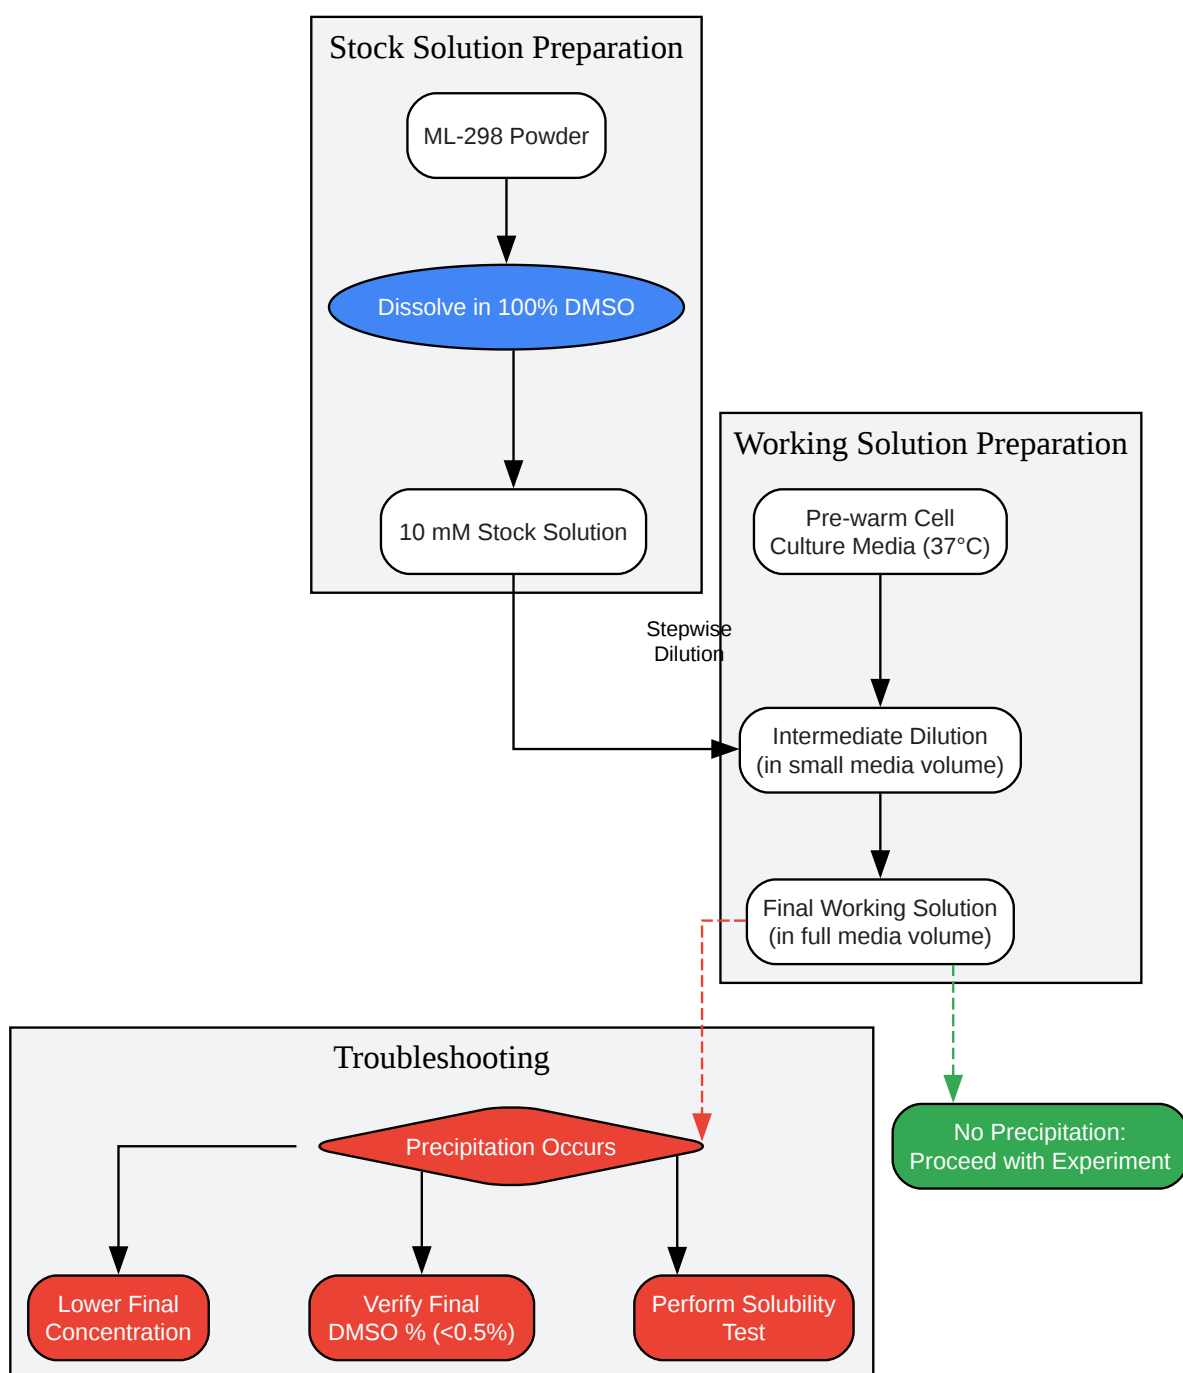 Stock Solution Preparation
ML-298 Powder
Dissolve in 100% DMSO
10 mM Stock Solution
Working Solution Preparation
Pre-warm Cell
Culture Media (37°C)
Stepwise
Dilution
Intermediate Dilution
(in small media volume)
Final Working Solution
(in full media volume)
Troubleshooting
Precipitation Occurs
No Precipitation:
Proceed with Experiment
Lower Final
Concentration
Verify Final
DMSO % (<0.5%)
Perform Solubility
Test